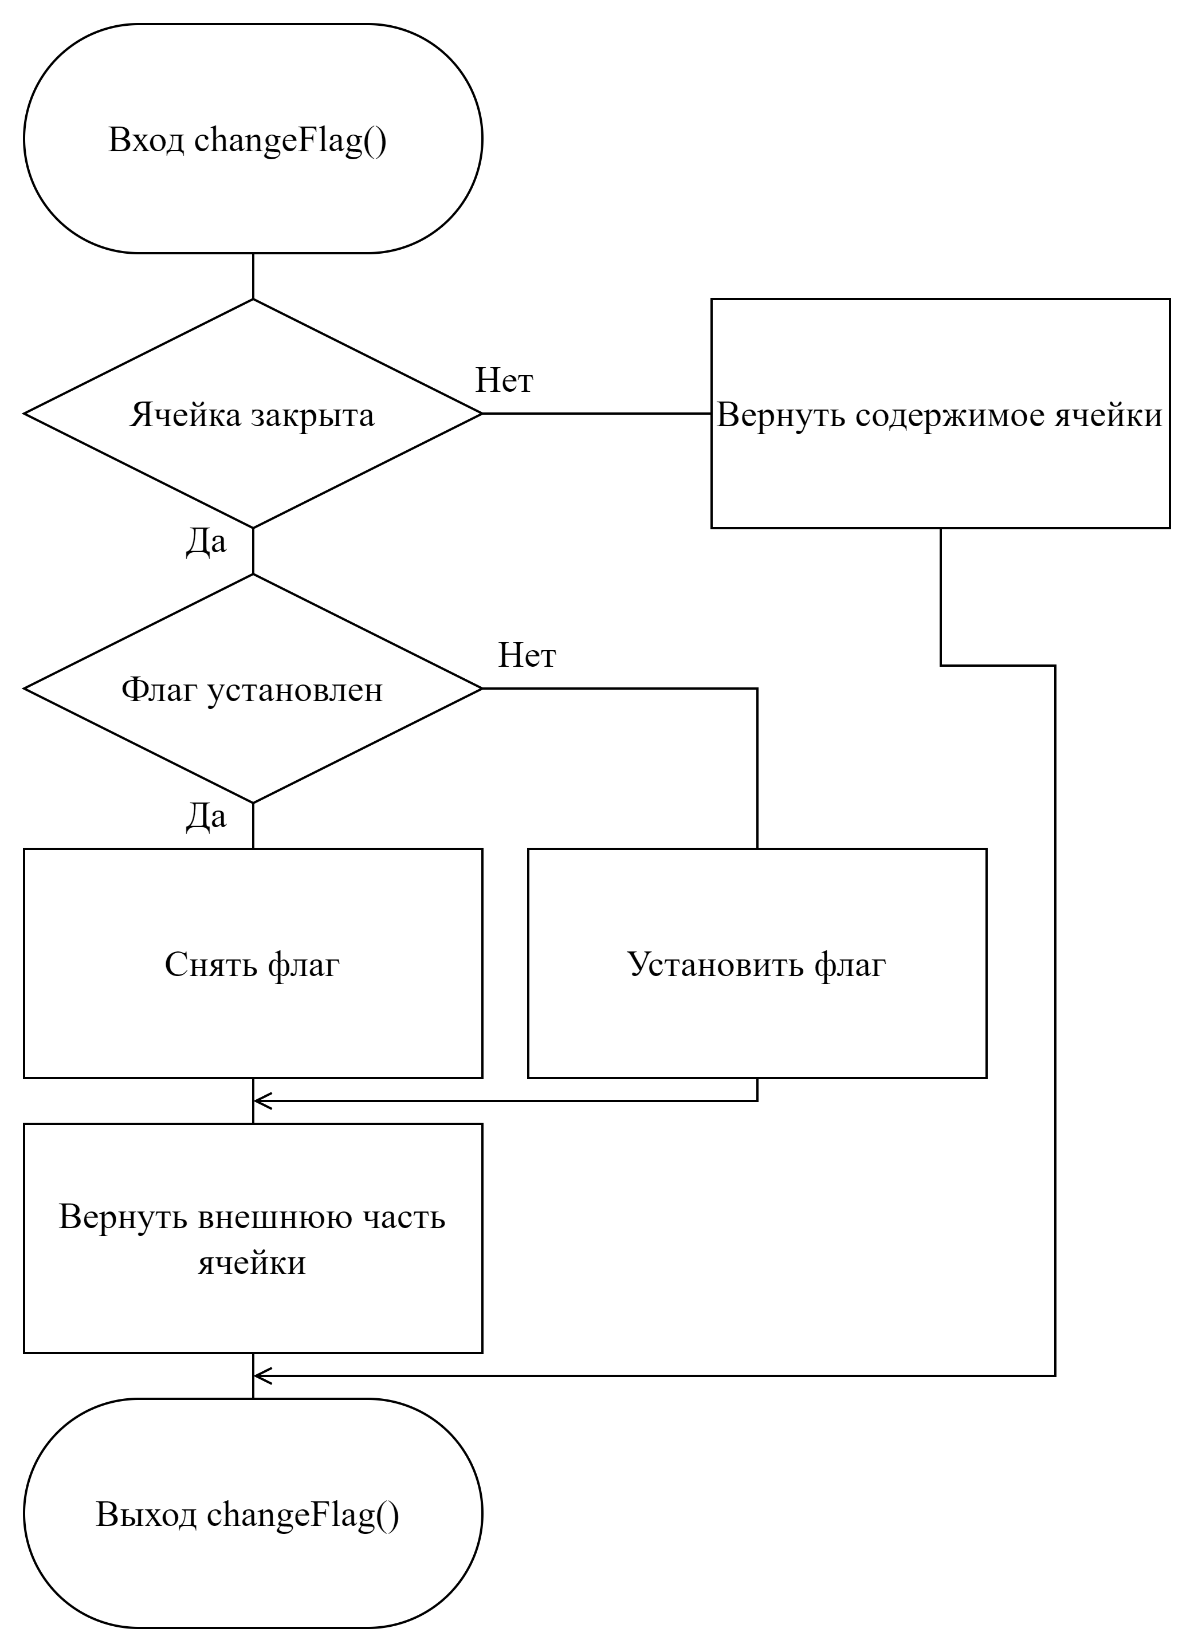 Вход changeFlag()
Нет
Ячейка закрыта
Вернуть содержимое ячейки
Да
Нет
Флаг установлен
Да
Снять флаг
Установить флаг
Вернуть внешнюю часть
ячейки
Выход changeFlag()